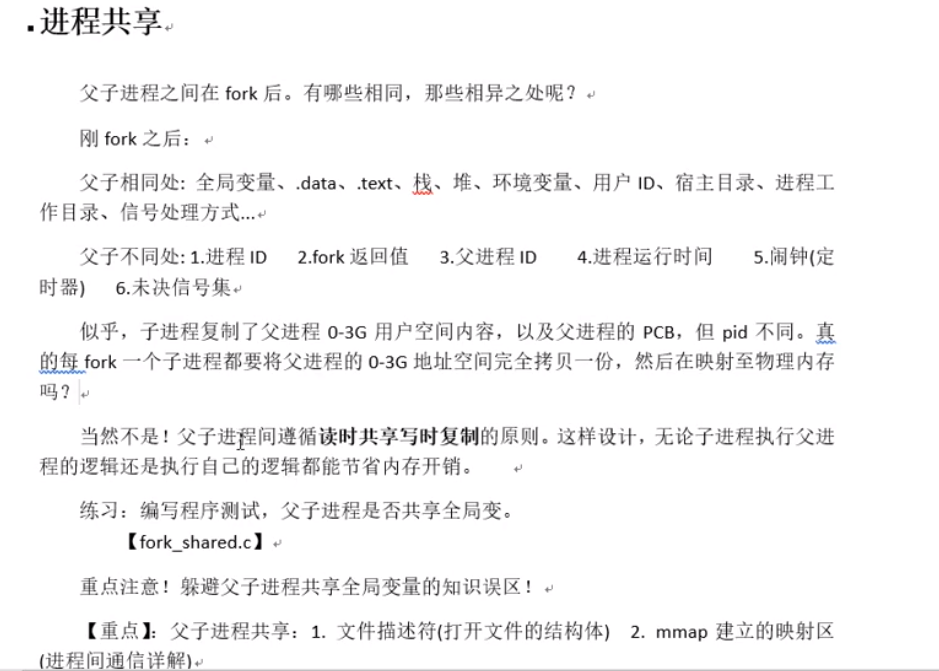 进程共享
父子进程之间在 fork 后。有哪些相同，那些相异之处呢？
刚 fork 之后：
父子相同处: 全局变量、.data、.text、栈、堆、环境变量、用户 ID、宿主目录、进程工
作目录、信号处理方式...
父子不同处: 1.进程 ID 2.fork 返回值 3.父进程 ID 4.进程运行时间 5.闹钟(定
时器) 6.未决信号集
似乎，子进程复制了父进程 0-3G 用户空间内容，以及父进程的 PCB，但 pid 不同。真
的每 fork 一个子进程都要将父进程的 0-3G 地址空间完全拷贝一份，然后在映射至物理内存
吗？
当然不是！父子进程间遵循读时共享写时复制的原则。这样设计，无论子进程执行父进
程的逻辑还是执行自己的逻辑都能节省内存开销。
练习：编写程序测试，父子进程是否共享全局变。
【fork_shared.c】
重点注意！躲避父子进程共享全局变量的知识误区！
【重点】：父子进程共享：1. 文件描述符(打开文件的结构体) 2. mmap 建立的映射区
(进程间通信详解)